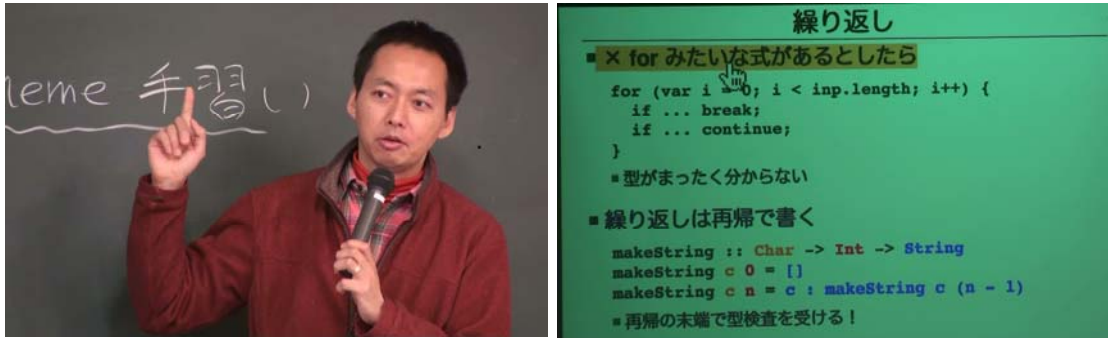 leme 手習い
繰り返し
× for みたいな式があるとしたら
for (var i = 0; i < inp.length; i++) {
if ... break;
if ... continue;
}
型がまったく分からない
繰り返しは再帰で書く
makeString :: Char -> Int -> String
makeString c 0 = []
makeString c n = c : makeString c (n - 1)
再帰の末端で型検査を受ける！